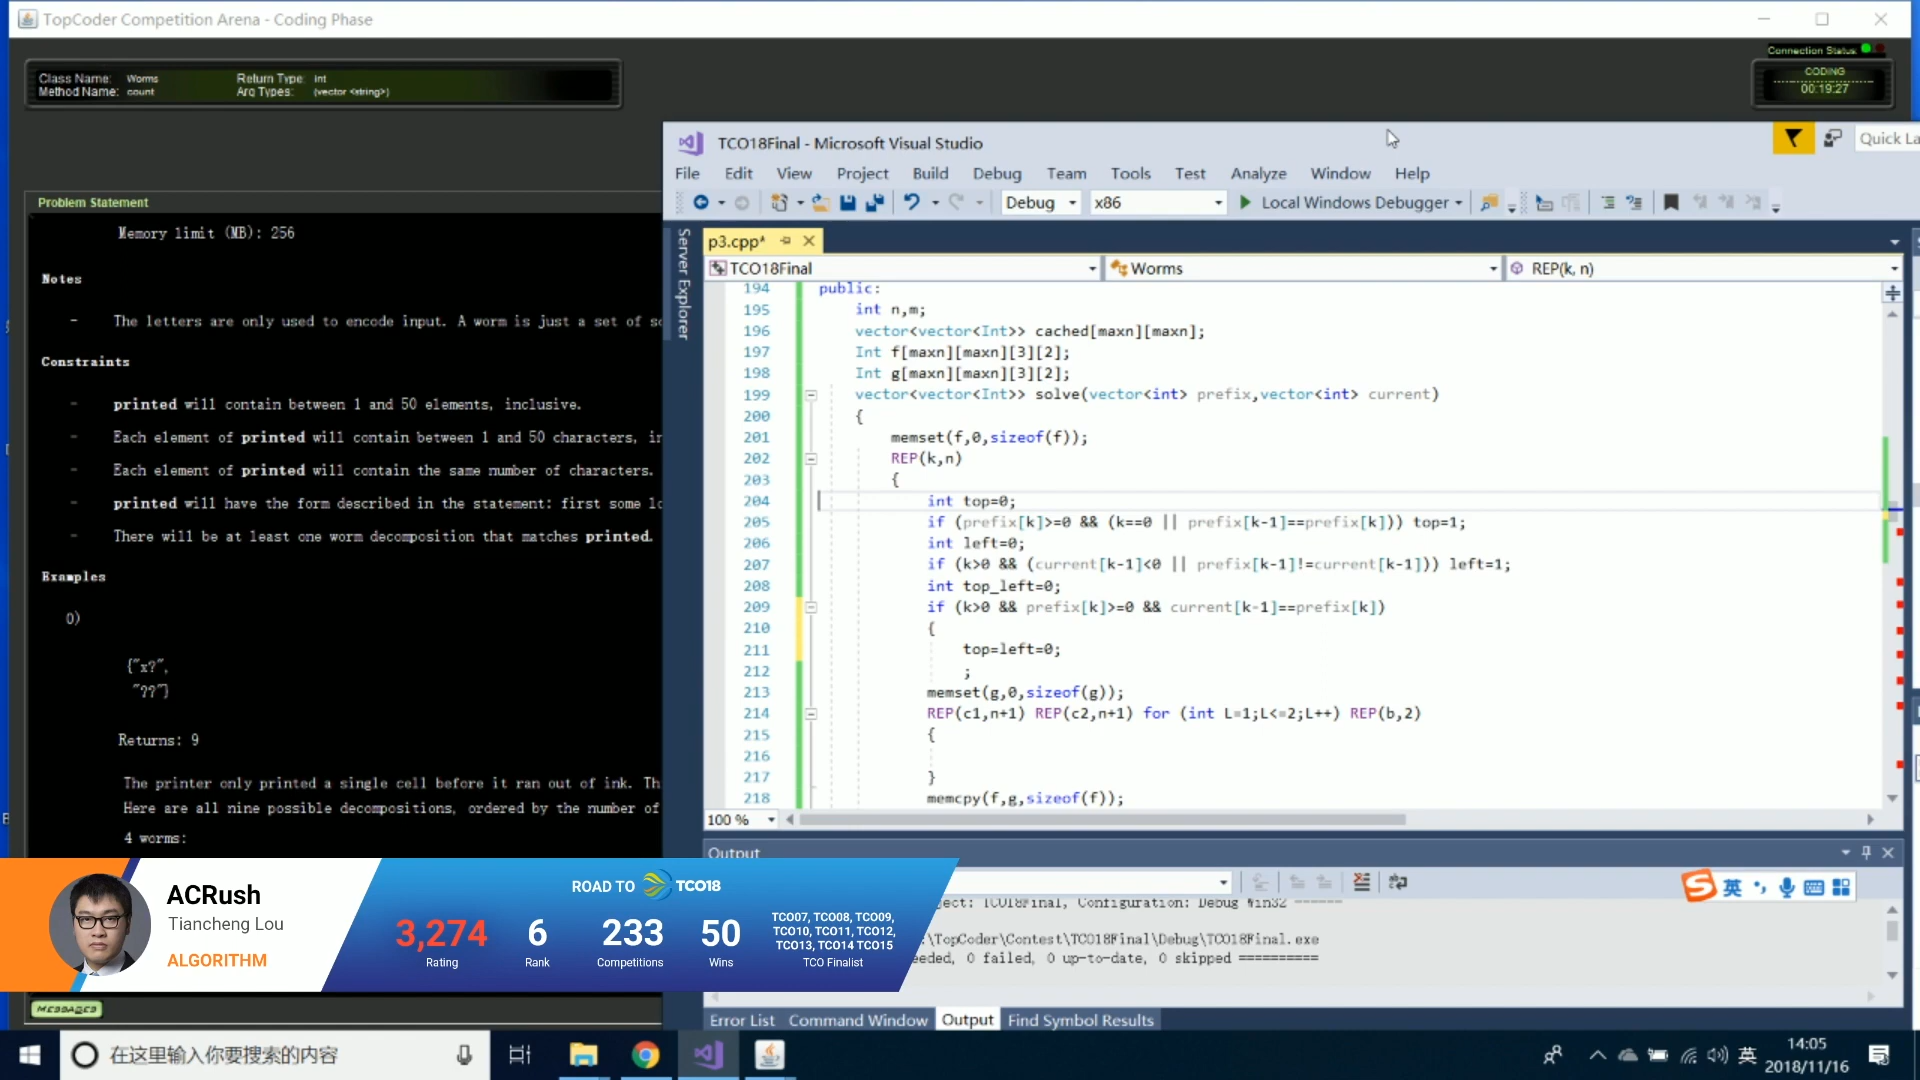 TopCoder Competition Arena - Coding Phase
Class Name: Worms
Method Name: count
Return Type: int
Arg Types: (vector <string>)
Connection Status:
CODING
00:19:27
Problem Statement
Memory limit (MB): 256
Notes
- The letters are only used to encode input. A worm is just a set of
Constraints
- printed will contain between 1 and 50 elements, inclusive.
- Each element of printed will contain between 1 and 50 characters,
- Each element of printed will contain the same number of characters.
- printed will have the form described in the statement: first some
- There will be at least one worm decomposition that matches printed.
Examples
0)
{"x?",
"??"}
Returns: 9
The printer only printed a single cell before it ran out of ink.
Here are all nine possible decompositions, ordered by the number of
4 worms:
TCO18Final - Microsoft Visual Studio
Quick La
File Edit View Project Build Debug Team Tools Test Analyze Window Help
Debug x86 Local Windows Debugger
Server Explorer
p3.cpp*
TCO18Final Worms REP(k, n)
194 public:
195 int n,m;
196 vector<vector<Int>> cached[maxn][maxn];
197 Int f[maxn][maxn][3][2];
198 Int g[maxn][maxn][3][2];
199 vector<vector<Int>> solve(vector<int> prefix,vector<int> current)
200 {
201 memset(f,0,sizeof(f));
202 REP(k,n)
203 {
204 int top=0;
205 if (prefix[k]>=0 && (k==0 || prefix[k-1]==prefix[k])) top=1;
206 int left=0;
207 if (k>0 && (current[k-1]<0 || prefix[k-1]!=current[k-1])) left=1;
208 int top_left=0;
209 if (k>0 && prefix[k]>=0 && current[k-1]==prefix[k])
210 {
211 top=left=0;
212 ;
213 memset(g,0,sizeof(g));
214 REP(c1,n+1) REP(c2,n+1) for (int L=1;L<=2;L++) REP(b,2)
215 {
216
217 }
218 memcpy(f,g,sizeof(f));
100 %
Output
ject: TCO18Final, Configuration: Debug Win32 ------
:\TopCoder\Contest\TCO18Final\Debug\TCO18Final.exe
eeded, 0 failed, 0 up-to-date, 0 skipped ==========
英
Error List Command Window Output Find Symbol Results
ACRush
Tiancheng Lou
ALGORITHM
ROAD TO TCO18
3,274 Rating
6 Rank
233 Competitions
50 Wins
TCO07, TCO08, TCO09,
TCO10, TCO11, TCO12,
TCO13, TCO14 TCO15
TCO Finalist
MESSAGES
在这里输入你要搜索的内容
英
14:05
2018/11/16